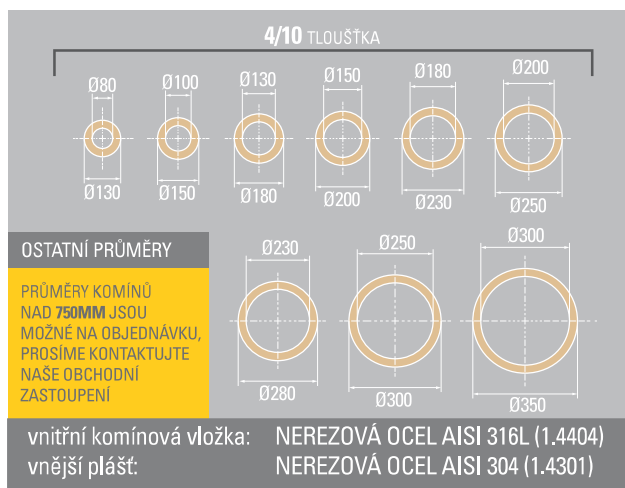 4/10 TLOUŠŤKA
Ø80 Ø100 Ø130 Ø150 Ø180 Ø200
Ø130 Ø150 Ø180 Ø200 Ø230 Ø250
OSTATNÍ PRŮMĚRY
PRŮMĚRY KOMÍNŮ
NAD 750MM JSOU
MOŽNÉ NA OBJEDNÁVKU,
PROSÍME KONTAKTUJTE
NAŠE OBCHODNÍ
ZASTOUPENÍ
Ø230 Ø250 Ø300
Ø280 Ø300 Ø350
vnitřní komínová vložka: NEREZOVÁ OCEL AISI 316L (1.4404)
vnější plášť: NEREZOVÁ OCEL AISI 304 (1.4301)